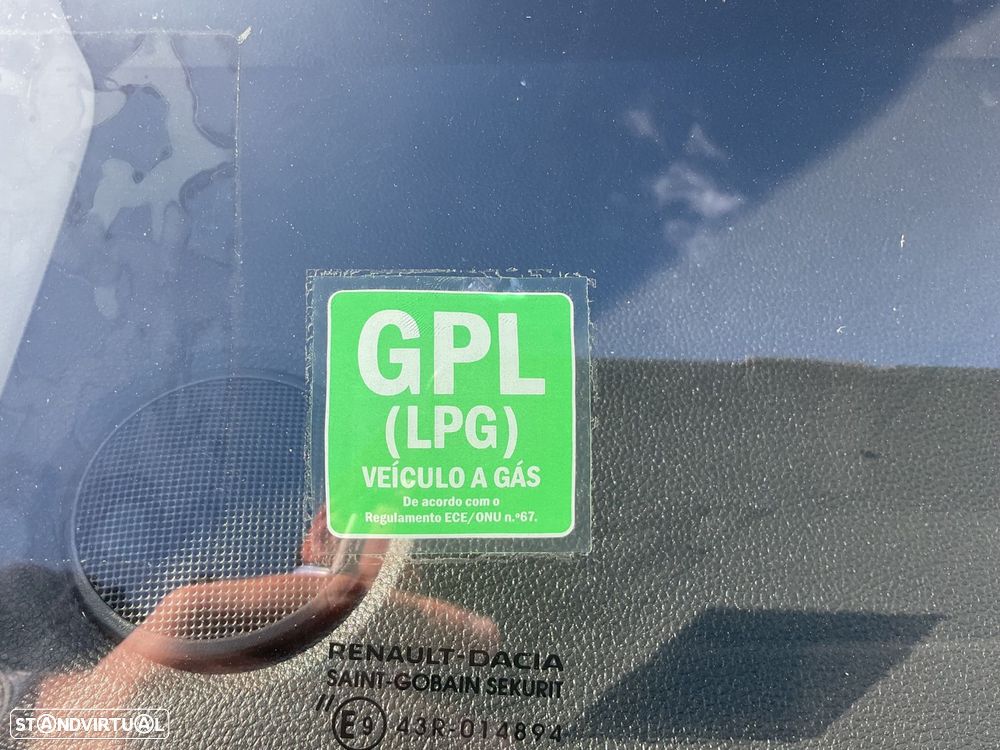 GPL
(LPG)
VEÍCULO A GÁS
De acordo com o
Regulamento ECE/ONU n.º67.
RENAULT-DACIA
SAINT-GOBAIN SEKURIT
E9 43R-014894
STANDVIRTUAL